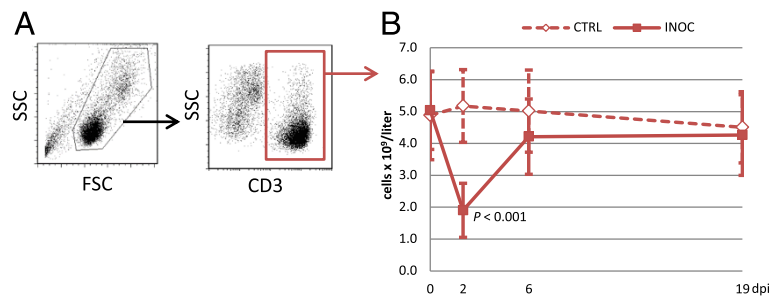 A
SSC
FSC
SSC
CD3
B
CTRL INOC
cells x 10⁹/liter
7.0
6.0
5.0
4.0
3.0
2.0
1.0
0.0
P < 0.001
0 2 6 19 dpi